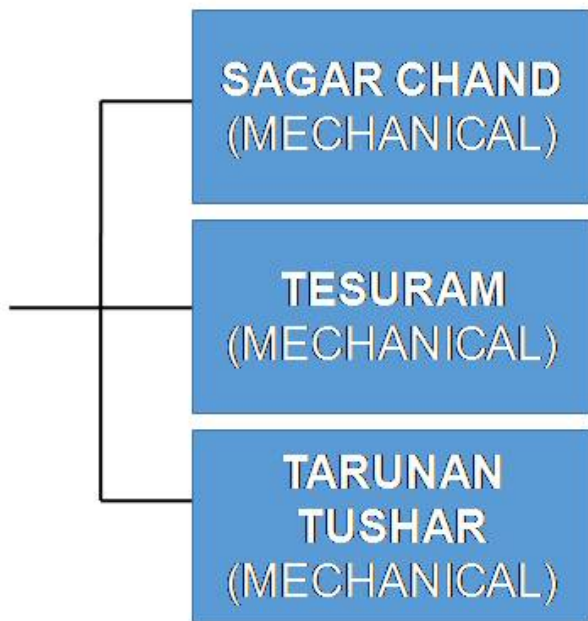 SAGAR CHAND
(MECHANICAL)
TESURAM
(MECHANICAL)
TARUNAN
TUSHAR
(MECHANICAL)